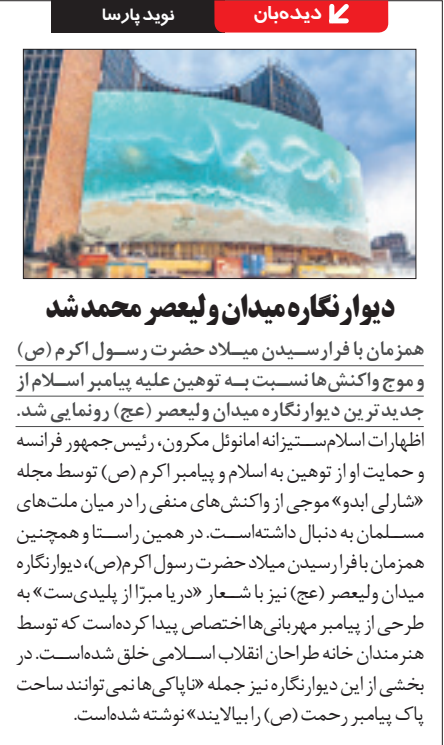 دیده‌بان
نوید پارسا
دیوارنگاره میدان ولیعصر محمد شد
همزمان با فرارسیدن میلاد حضرت رسول اکرم (ص)
و موج واکنش‌ها نسبت به توهین علیه پیامبر اسلام از
جدیدترین دیوارنگاره میدان ولیعصر (عج) رونمایی شد.
اظهارات اسلام‌ستیزانه امانوئل مکرون، رئیس‌جمهور فرانسه
و حمایت او از توهین به اسلام و پیامبر اکرم (ص) توسط مجله
«شارلی ابدو» موجی از واکنش‌های منفی را در میان ملت‌های
مسلمان به دنبال داشته‌است. در همین راستا و همچنین
همزمان بافرارسیدن میلاد حضرت رسول اکرم(ص)، دیوارنگاره
میدان ولیعصر (عج) نیز با شعار «دریا مبرّا از پلیدی‌ست» به
طرحی از پیامبر مهربانی‌ها اختصاص پیدا کرده‌است که توسط
هنرمندان خانه طراحان انقلاب اسلامی خلق شده‌است. در
بخشی از این دیوارنگاره نیز جمله «ناپاکی‌ها نمی‌توانند ساحت
پاک پیامبر رحمت (ص) را بیالایند» نوشته شده‌است.